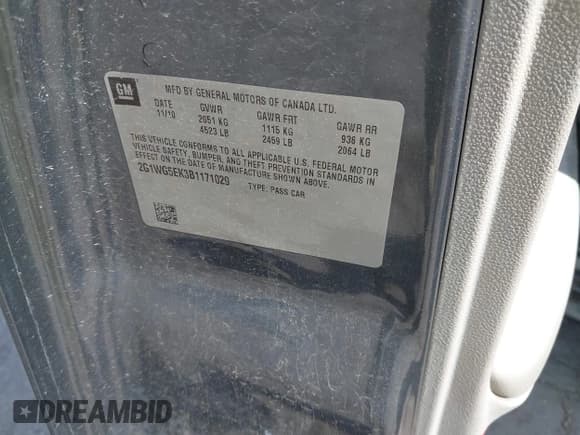 GM
MFD BY GENERAL MOTORS OF CANADA LTD.
DATE GVWR GAWR FRT GAWR RR
11/10 2051 KG 1115 KG 936 KG
4523 LB 2459 LB 2064 LB
THIS VEHICLE CONFORMS TO ALL APPLICABLE U.S. FEDERAL MOTOR
VEHICLE SAFETY, BUMPER, AND THEFT PREVENTION STANDARDS IN
EFFECT ON THE DATE OF MANUFACTURE SHOWN ABOVE.
2G1WG5EK3B1171029 TYPE: PASS CAR
DREAMBID